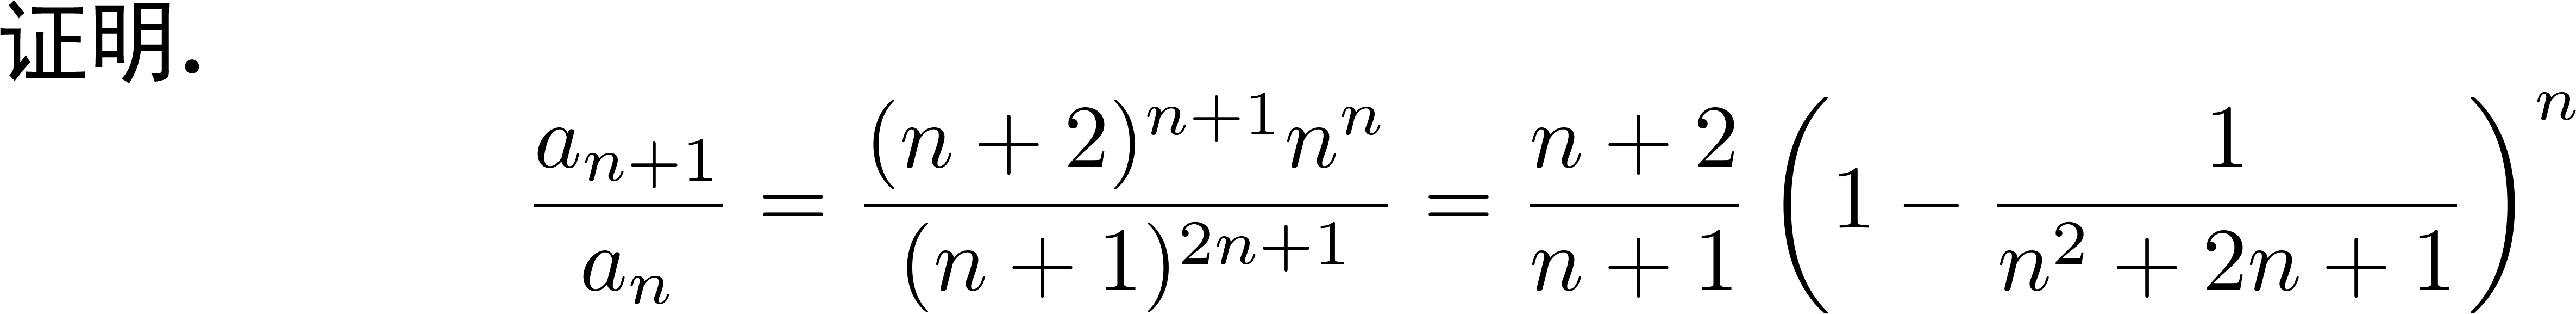 证明.
\frac{a_{n+1}}{a_n} = \frac{(n+2)^{n+1}n^n}{(n+1)^{2n+1}} = \frac{n+2}{n+1}\left(1-\frac{1}{n^2+2n+1}\right)^n